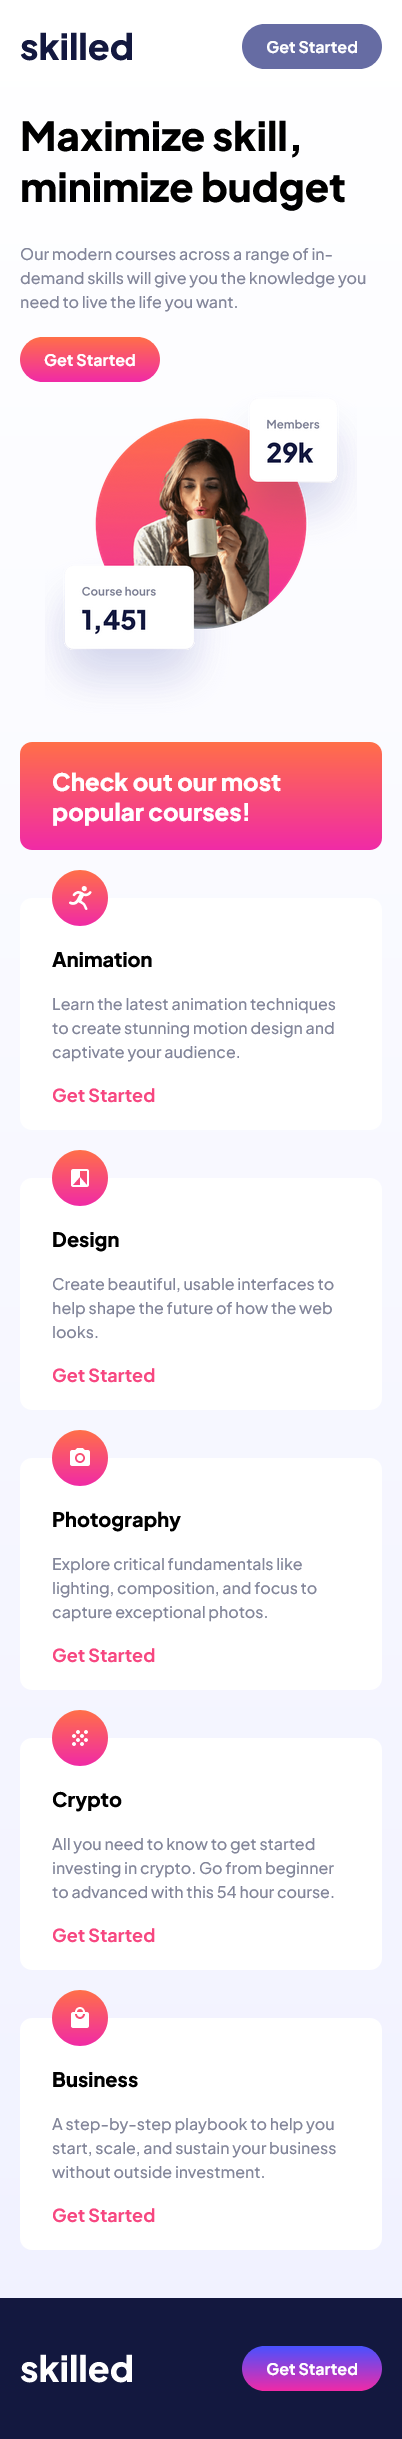 skilled
Get Started
Maximize skill,
minimize budget
Our modern courses across a range of in-
demand skills will give you the knowledge you
need to live the life you want.
Get Started
Members
29k
Course hours
1,451
Check out our most
popular courses!
Animation
Learn the latest animation techniques
to create stunning motion design and
captivate your audience.
Get Started
Design
Create beautiful, usable interfaces to
help shape the future of how the web
looks.
Get Started
Photography
Explore critical fundamentals like
lighting, composition, and focus to
capture exceptional photos.
Get Started
Crypto
All you need to know to get started
investing in crypto. Go from beginner
to advanced with this 54 hour course.
Get Started
Business
A step-by-step playbook to help you
start, scale, and sustain your business
without outside investment.
Get Started
skilled
Get Started